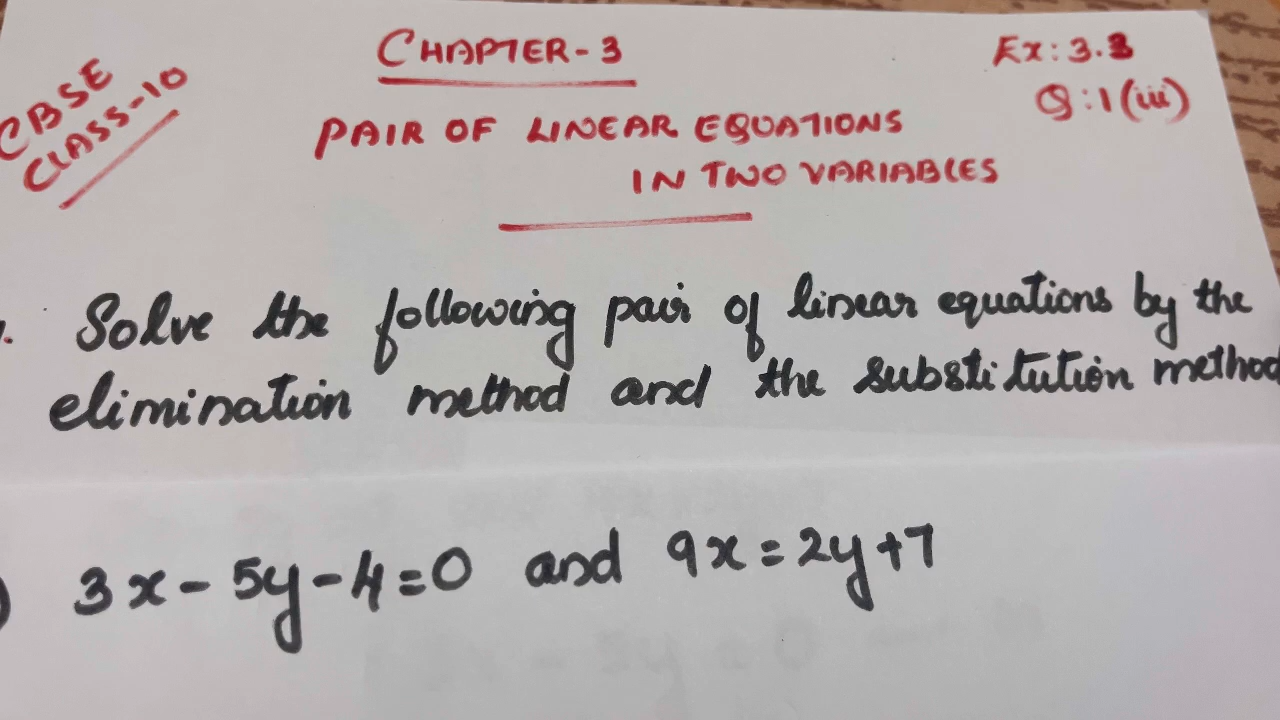 CBSE
CLASS-10
CHAPTER-3
Ex: 3.3
Q:1(iii)
PAIR OF LINEAR EQUATIONS
IN TWO VARIABLES
Solve the following pair of linear equations by the
elimination method and the substitution method
3x-5y-4=0 and 9x=2y+7